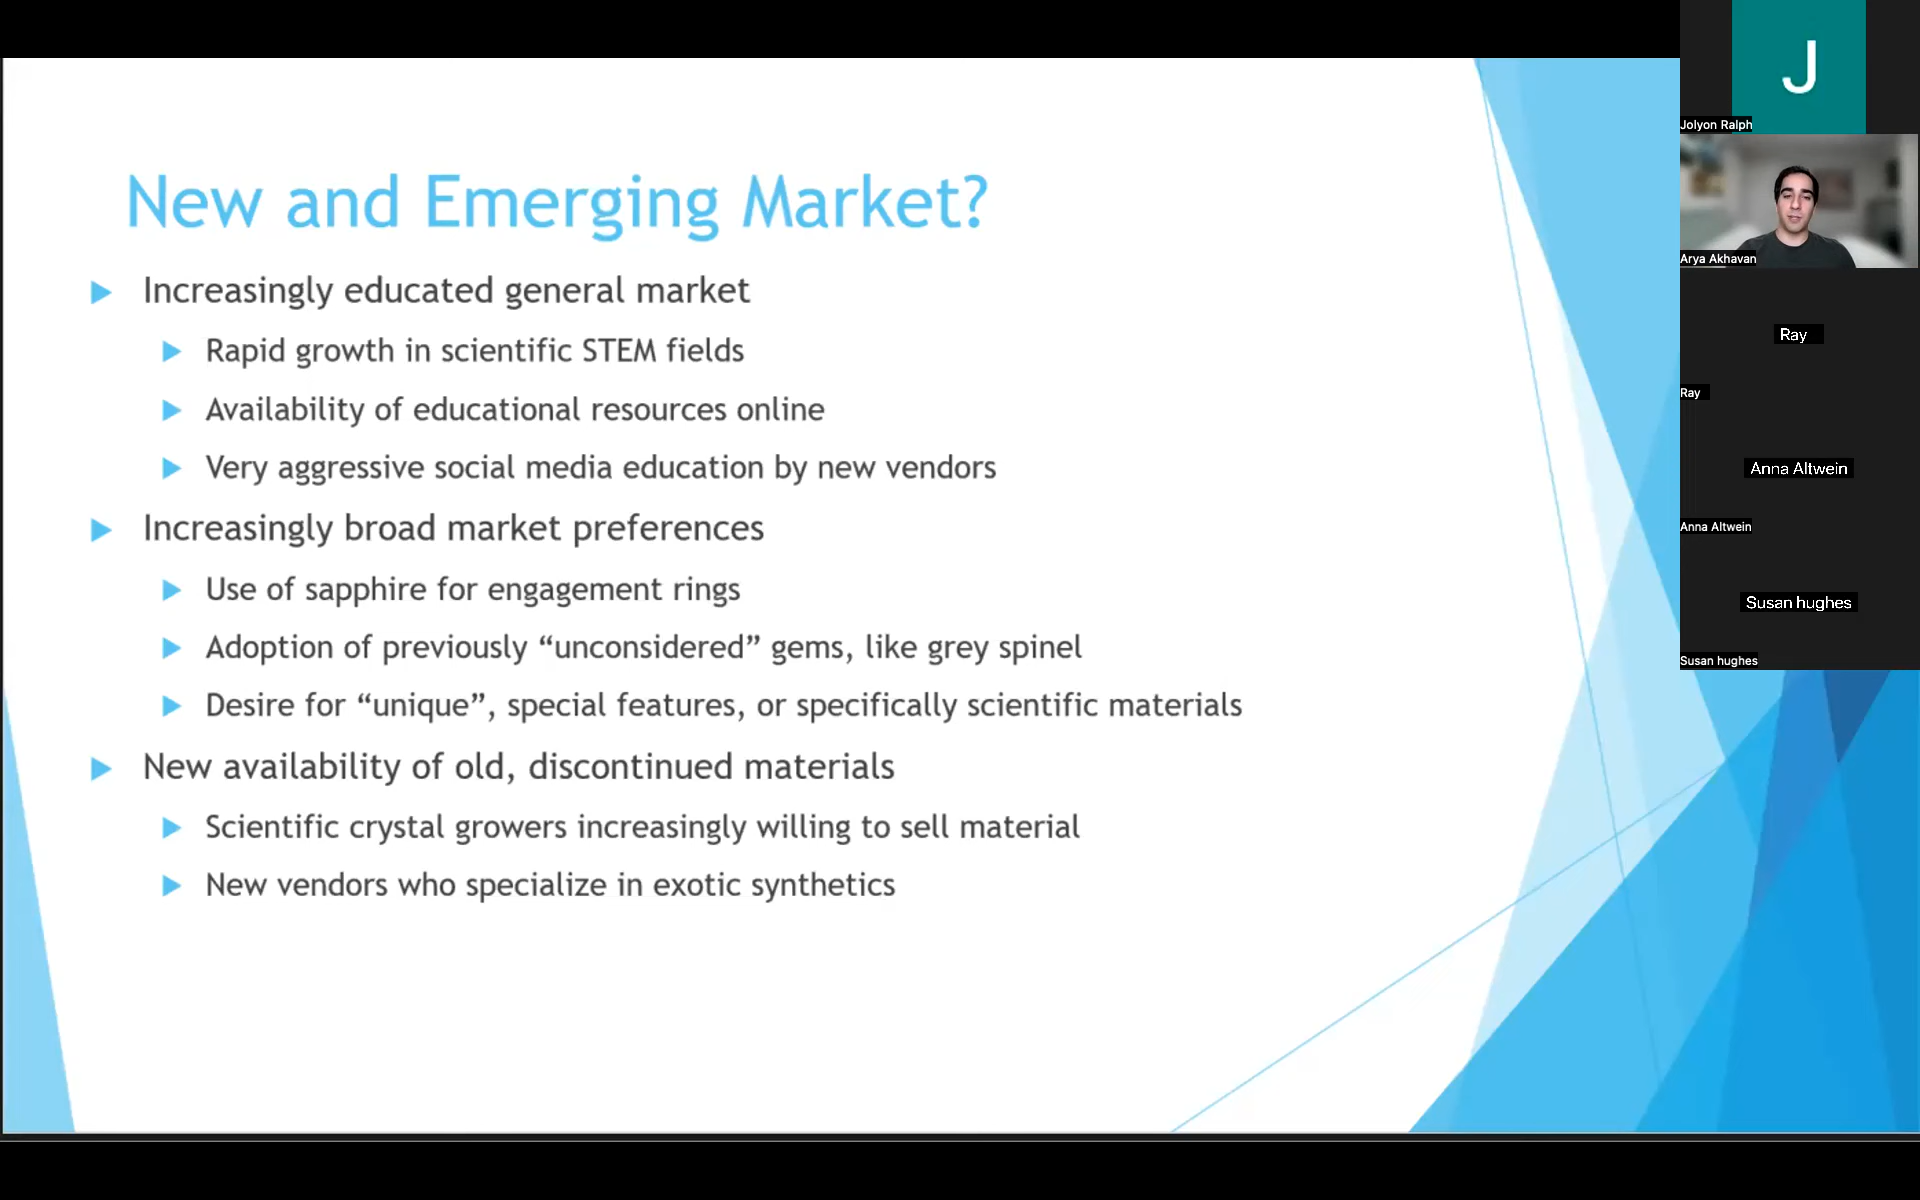 New and Emerging Market?
Increasingly educated general market
Rapid growth in scientific STEM fields
Availability of educational resources online
Very aggressive social media education by new vendors
Increasingly broad market preferences
Use of sapphire for engagement rings
Adoption of previously “unconsidered” gems, like grey spinel
Desire for “unique”, special features, or specifically scientific materials
New availability of old, discontinued materials
Scientific crystal growers increasingly willing to sell material
New vendors who specialize in exotic synthetics
J
Jolyon Ralph
Arya Akhavan
Ray
Ray
Anna Altwein
Anna Altwein
Susan hughes
Susan hughes